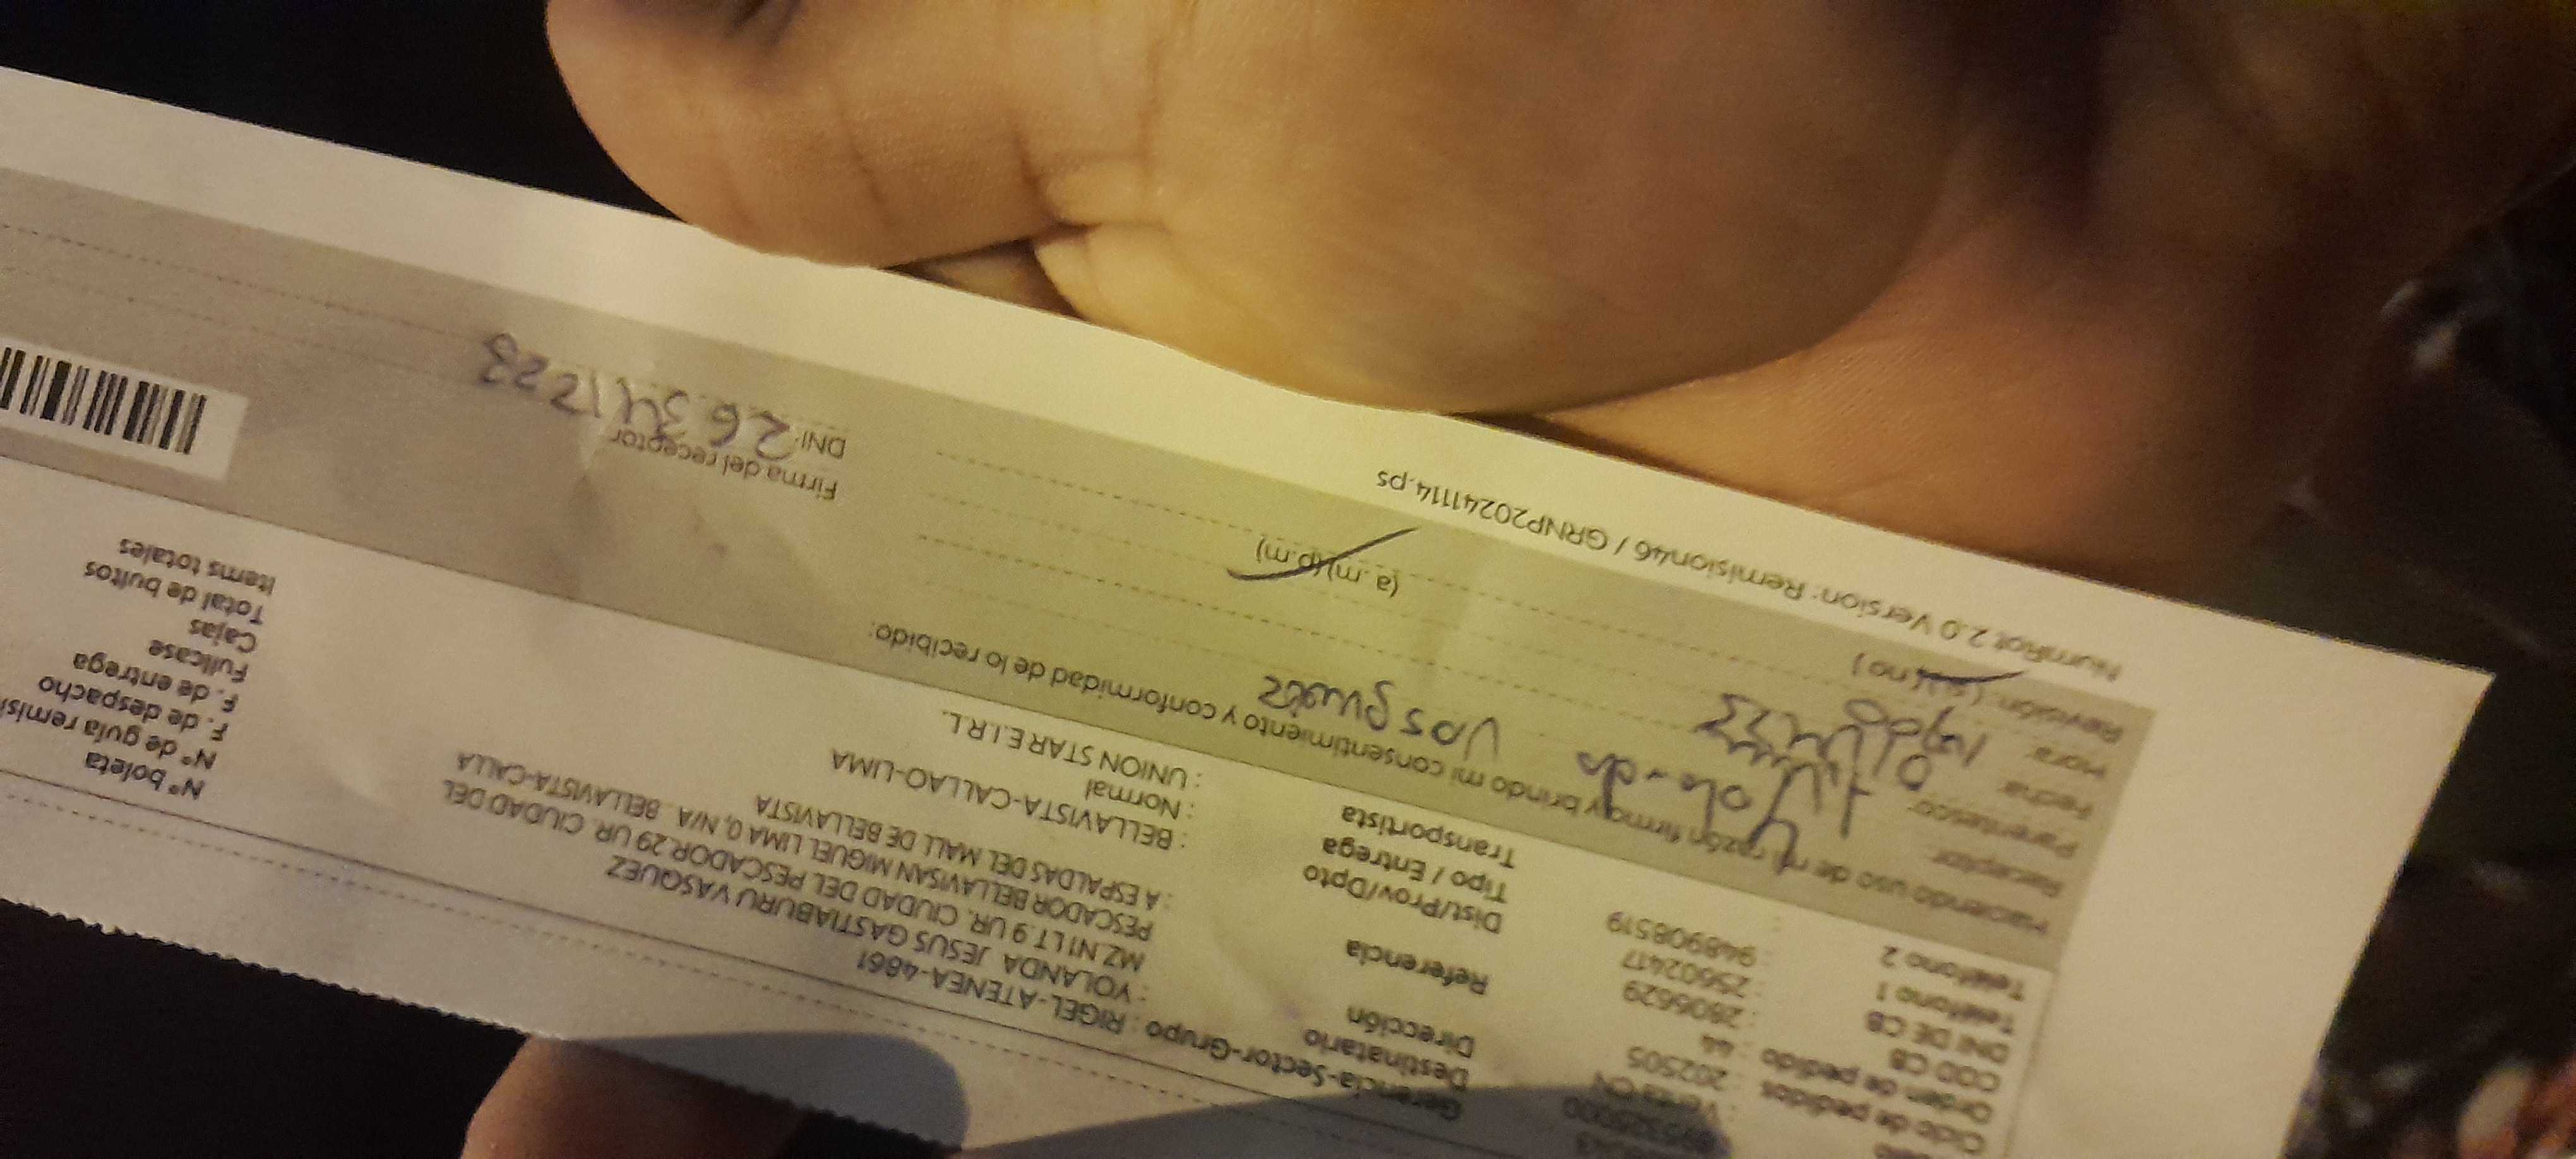 695325000
: Venta CN
Ciclo de pedidos : 202505
Orden de pedido : 44
COD CB : 2806629
DNI DE CB : 25602417
Teléfono 1 : 948908519
Teléfono 2 :
Gerencia-Sector-Grupo : RIGEL-ATENEA-4861
Destinatario : YOLANDA JESUS GASTIABURU VASQUEZ
Dirección MZ N1 LT 9 UR. CIUDAD DEL PESCADOR 29 UR. CIUDAD DEL
PESCADOR BELLAVISAN MIGUEL LIMA 0, N/A BELLAVISTA-CALLA
Referencia : A ESPALDAS DEL MALL DE BELLAVISTA
Dist/Prov/Dpto : BELLAVISTA-CALLAO-LIMA
Tipo / Entrega : Normal
Transportista : UNION STAR E.I.R.L.
N° boleta
N° de guía remisi
F. de despacho
F. de entrega
Fullcase
Cajas
Total de bultos
Items totales
Haciendo uso de mi razón firmo y brindo mi consentimiento y conformidad de lo recibido:
Receptor: Yolanda Vasquez
Parentesco:
Fecha:
Hora: (a.m) (p.m)
Revisión: (si) (no)
Firma del receptor
DNI:
NumRot 2.0 Version: Remision46 / GRNP20241114.ps